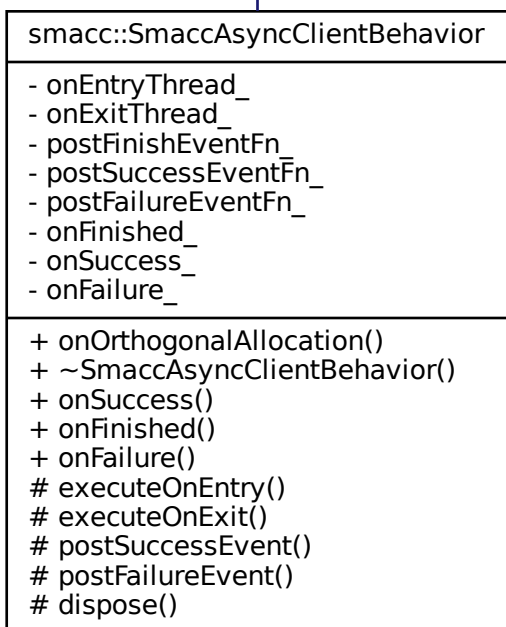 smacc::SmaccAsyncClientBehavior
- onEntryThread_
- onExitThread_
- postFinishEventFn_
- postSuccessEventFn_
- postFailureEventFn_
- onFinished_
- onSuccess_
- onFailure_
+ onOrthogonalAllocation()
+ ~SmaccAsyncClientBehavior()
+ onSuccess()
+ onFinished()
+ onFailure()
# executeOnEntry()
# executeOnExit()
# postSuccessEvent()
# postFailureEvent()
# dispose()